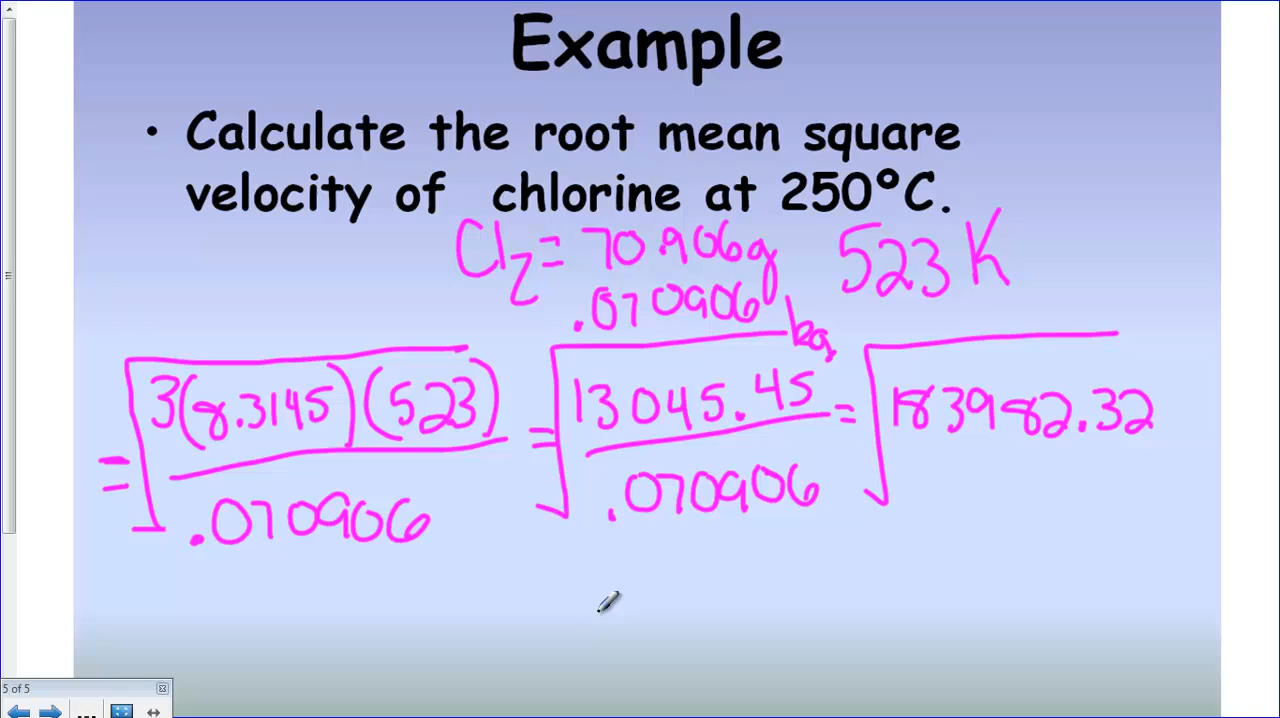 Example
• Calculate the root mean square
velocity of chlorine at 250ºC.
Cl2 = 70.906g 523 K
.070906 kg
= √3(8.3145)(523) / .070906 = √13045.45 / .070906 = √183982.32
5 of 5